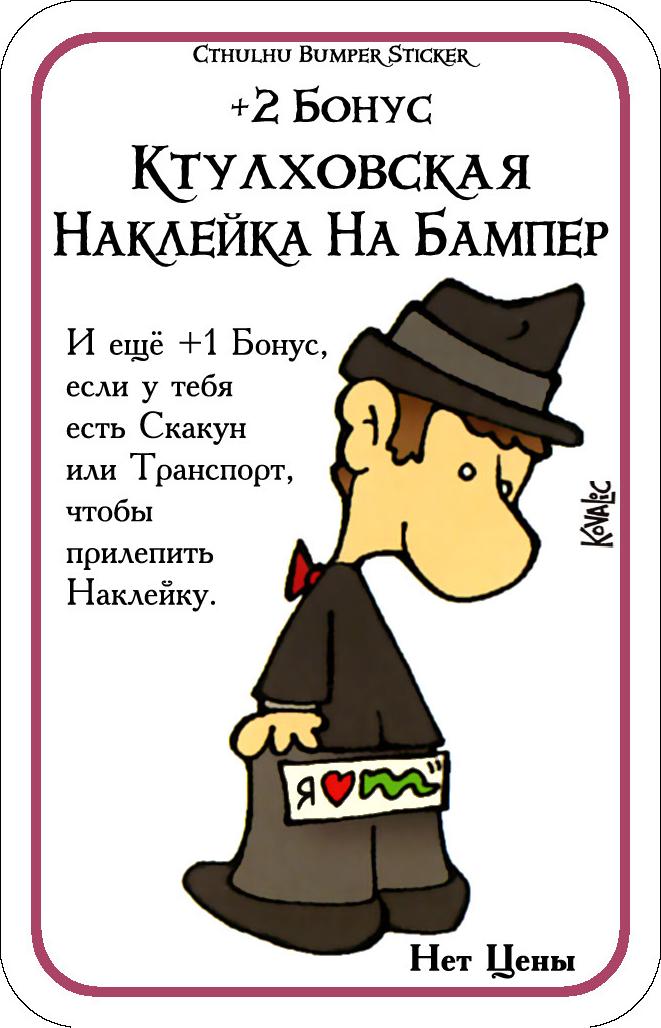 Cthulhu Bumper Sticker
+2 Бонус
Ктулховская
Наклейка На Бампер
И ещё +1 Бонус,
если у тебя
есть Скакун
или Транспорт,
чтобы
прилепить
Наклейку.
KOVALIC
Я
Нет Цены